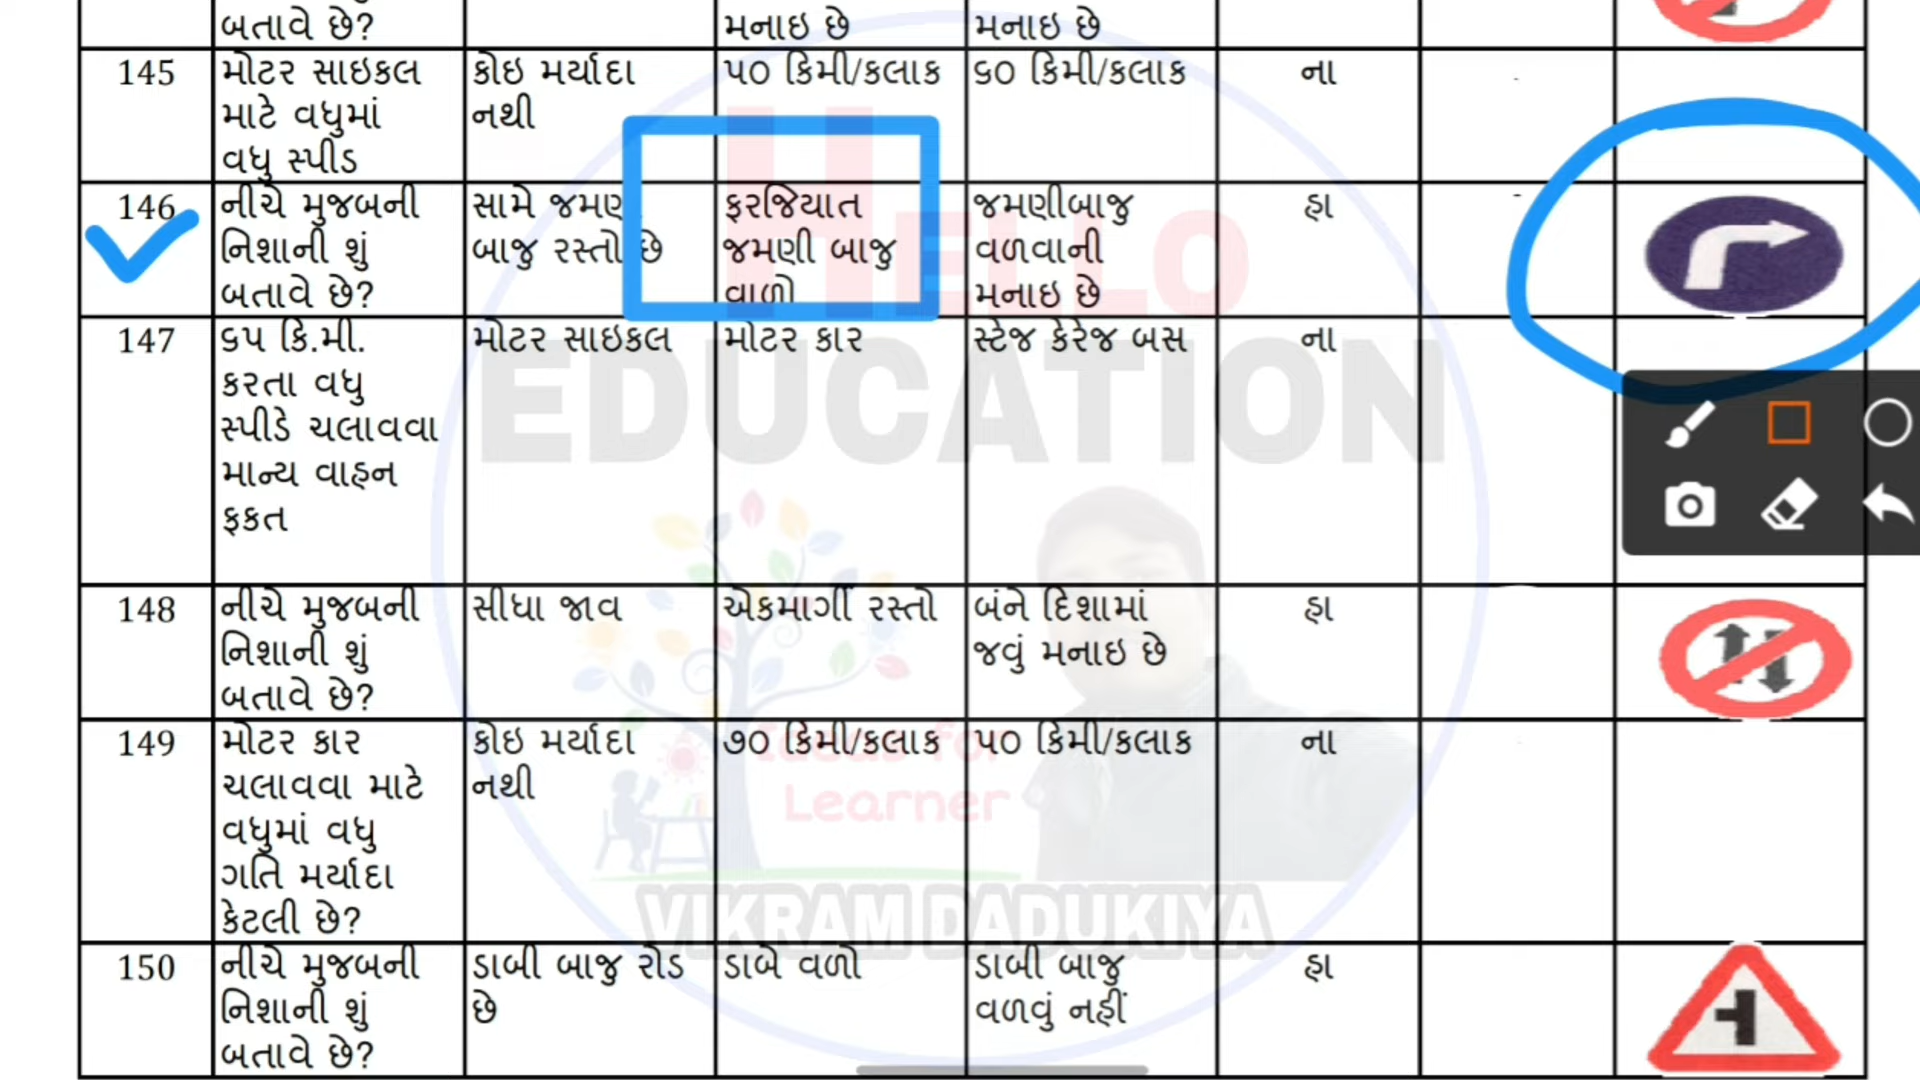 બતાવે છે?
મનાઇ છે
મનાઇ છે
145
મોટર સાઇકલ
માટે વધુમાં
વધુ સ્પીડ
કોઇ મર્યાદા
નથી
૫૦ કિમી/કલાક
૬૦ કિમી/કલાક
ના
146
નીચે મુજબની
નિશાની શું
બતાવે છે?
સામે જમણ
બાજુ રસ્તો છે
ફરજિયાત
જમણી બાજુ
વાળો
જમણીબાજુ
વળવાની
મનાઇ છે
હા
147
૬૫ કિ.મી.
કરતા વધુ
સ્પીડે ચલાવવા
માન્ય વાહન
ફકત
મોટર સાઇકલ
મોટર કાર
સ્ટેજ કેરેજ બસ
ના
148
નીચે મુજબની
નિશાની શું
બતાવે છે?
સીધા જાવ
એકમાર્ગી રસ્તો
બંને દિશામાં
જવું મનાઇ છે
હા
149
મોટર કાર
ચલાવવા માટે
વધુમાં વધુ
ગતિ મર્યાદા
કેટલી છે?
કોઇ મર્યાદા
નથી
૭૦ કિમી/કલાક
૫૦ કિમી/કલાક
ના
150
નીચે મુજબની
નિશાની શું
બતાવે છે?
ડાબી બાજુ રોડ
છે
ડાબે વળો
ડાબી બાજુ
વળવું નહીં
હા
HELLO
EDUCATION
Ideas for
Learner
VIKRAM DADUKIYA